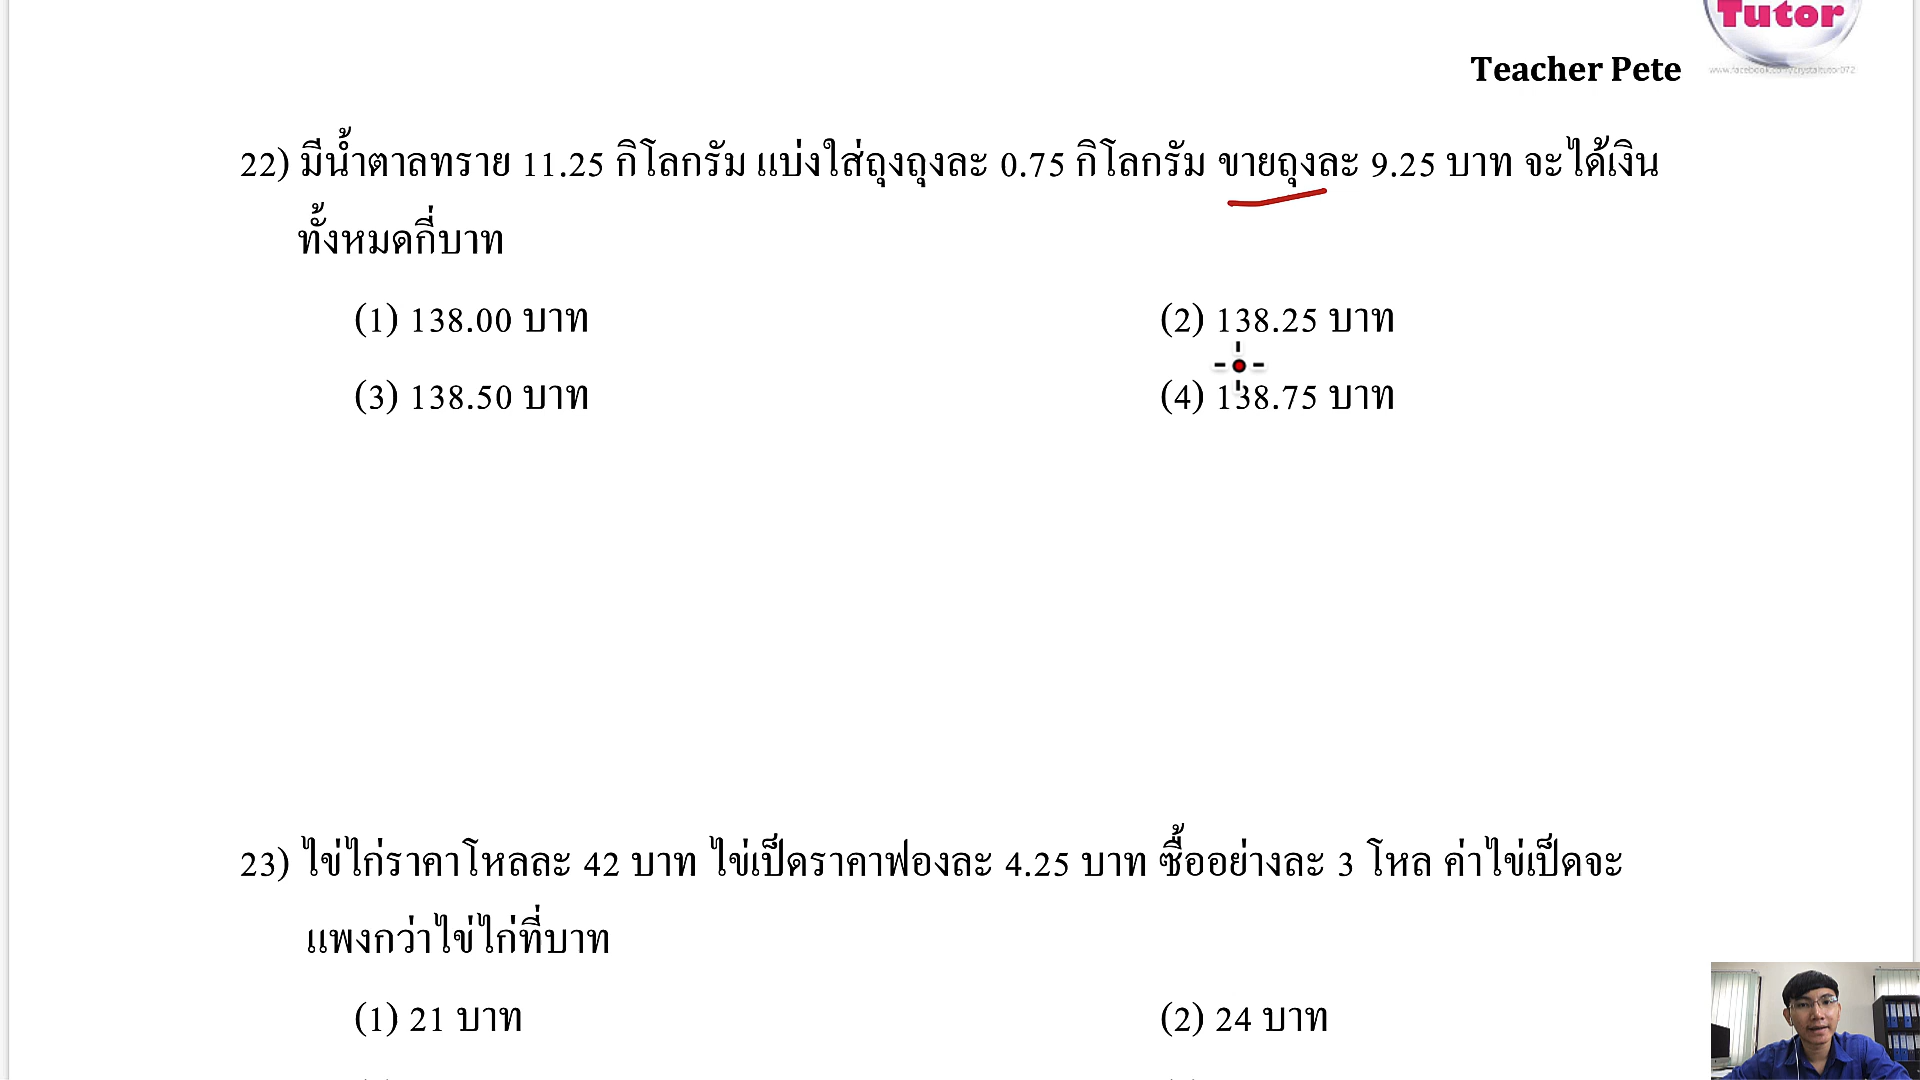 Tutor
www.facebook.com/crystaltutor072
Teacher Pete
22) มีน้ำตาลทราย 11.25 กิโลกรัม แบ่งใส่ถุงถุงละ 0.75 กิโลกรัม ขายถุงละ 9.25 บาท จะได้เงิน
ทั้งหมดกี่บาท
(1) 138.00 บาท
(2) 138.25 บาท
(3) 138.50 บาท
(4) 138.75 บาท
23) ไข่ไก่ราคาโหลละ 42 บาท ไข่เป็ดราคาฟองละ 4.25 บาท ซื้ออย่างละ 3 โหล ค่าไข่เป็ดจะ
แพงกว่าไข่ไก่ที่บาท
(1) 21 บาท
(2) 24 บาท